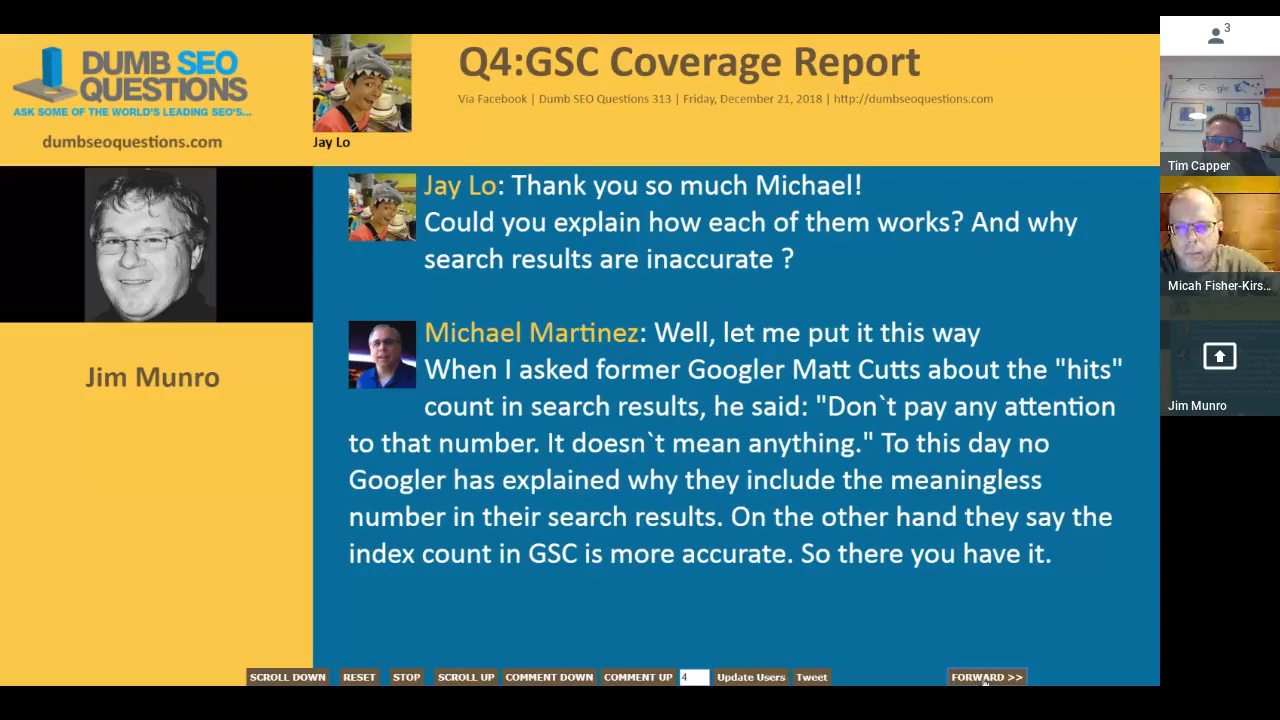 DUMB SEO
QUESTIONS
ASK SOME OF THE WORLD'S LEADING SEO'S...
dumbseoquestions.com
Jay Lo
Q4:GSC Coverage Report
Via Facebook | Dumb SEO Questions 313 | Friday, December 21, 2018 | http://dumbseoquestions.com
Jim Munro
Jay Lo: Thank you so much Michael!
Could you explain how each of them works? And why
search results are inaccurate ?
Michael Martinez: Well, let me put it this way
When I asked former Googler Matt Cutts about the "hits"
count in search results, he said: "Don`t pay any attention
to that number. It doesn`t mean anything." To this day no
Googler has explained why they include the meaningless
number in their search results. On the other hand they say the
index count in GSC is more accurate. So there you have it.
SCROLL DOWN RESET STOP SCROLL UP COMMENT DOWN COMMENT UP 4 Update Users Tweet FORWARD >>
3
Google
Tim Capper
Micah Fisher-Kirs...
Jim Munro